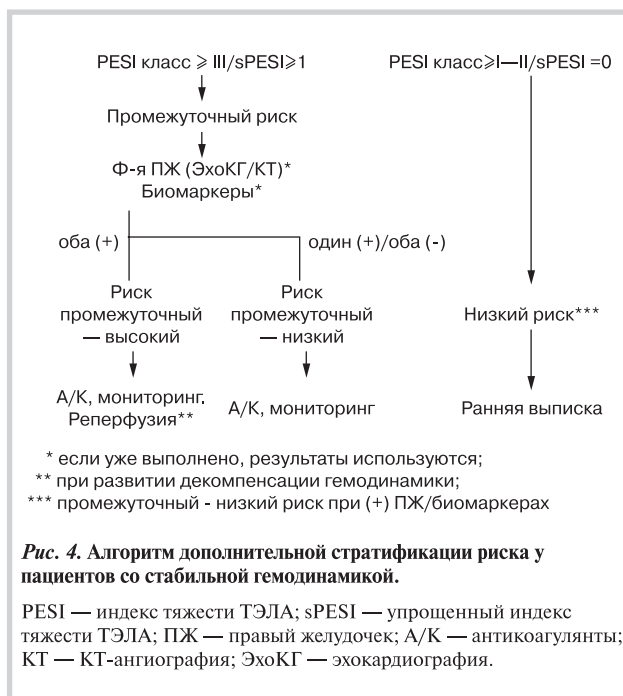 PESI класс ⩾ III/sPESI⩾1
PESI класс⩾I—II/sPESI =0
Промежуточный риск
Ф-я ПЖ (ЭхоКГ/КТ)*
Биомаркеры*
оба (+)
один (+)/оба (-)
Риск
промежуточный
— высокий
Риск
промежуточный
— низкий
Низкий риск***
А/К, мониторинг.
Реперфузия**
А/К, мониторинг
Ранняя выписка
* если уже выполнено, результаты используются;
** при развитии декомпенсации гемодинамики;
*** промежуточный - низкий риск при (+) ПЖ/биомаркерах
Рис. 4. Алгоритм дополнительной стратификации риска у
пациентов со стабильной гемодинамикой.
PESI — индекс тяжести ТЭЛА; sPESI — упрощенный индекс
тяжести ТЭЛА; ПЖ — правый желудочек; А/К — антикоагулянты;
КТ — КТ-ангиография; ЭхоКГ — эхокардиография.